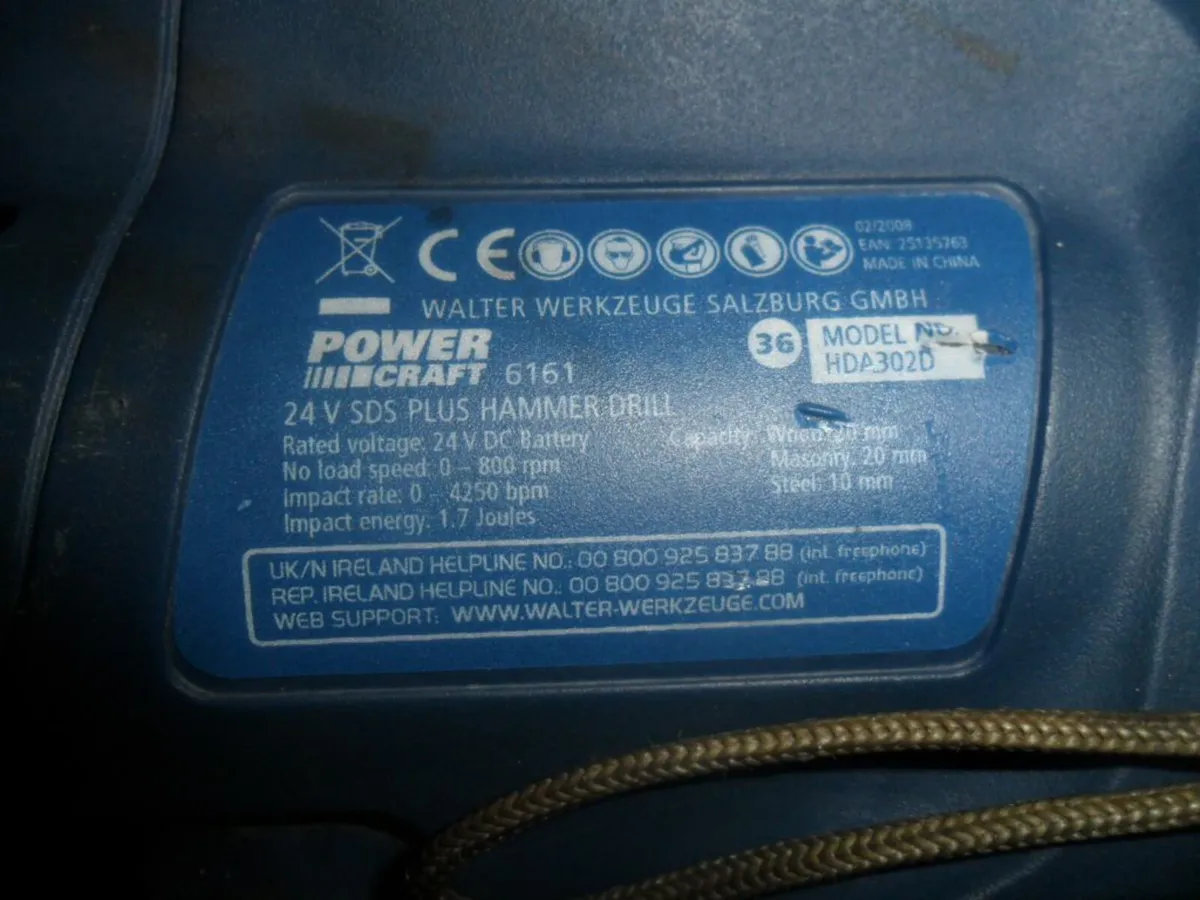 CE
02/2008
EAN: 25135763
MADE IN CHINA
WALTER WERKZEUGE SALZBURG GMBH
POWER
CRAFT 6161
36
MODEL NO.
HDA302D
24 V SDS PLUS HAMMER DRILL
Rated voltage: 24 V DC Battery
No load speed: 0 – 800 rpm
Impact rate: 0 – 4250 bpm
Impact energy: 1.7 Joules
Capacity: Wood: mm
Masonry: 20 mm
Steel: 10 mm
UK/N IRELAND HELPLINE NO.: 00 800 925 837 88 (int. freephone)
REP. IRELAND HELPLINE NO.: 00 800 925 837 88 (int. freephone)
WEB SUPPORT: WWW.WALTER-WERKZEUGE.COM